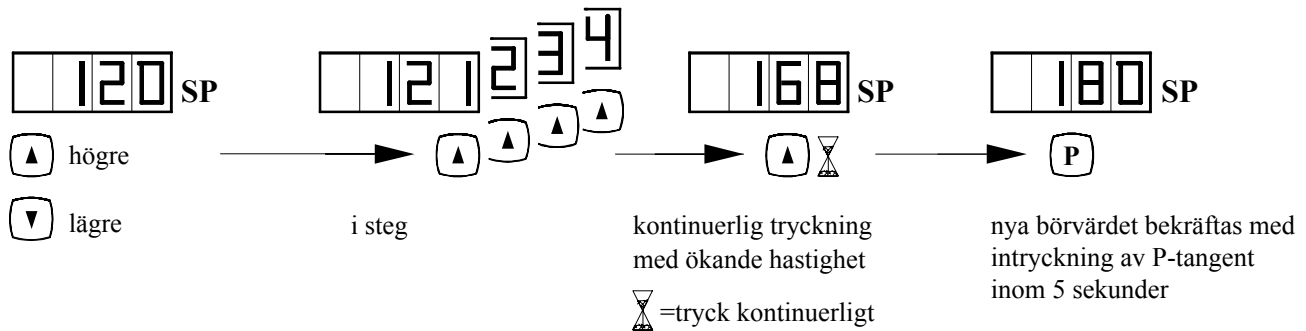 120 SP
121 2 3 4
168 SP
180 SP
högre
lägre
i steg
kontinuerlig tryckning
med ökande hastighet
=tryck kontinuerligt
P
nya börvärdet bekräftas med
intryckning av P-tangent
inom 5 sekunder